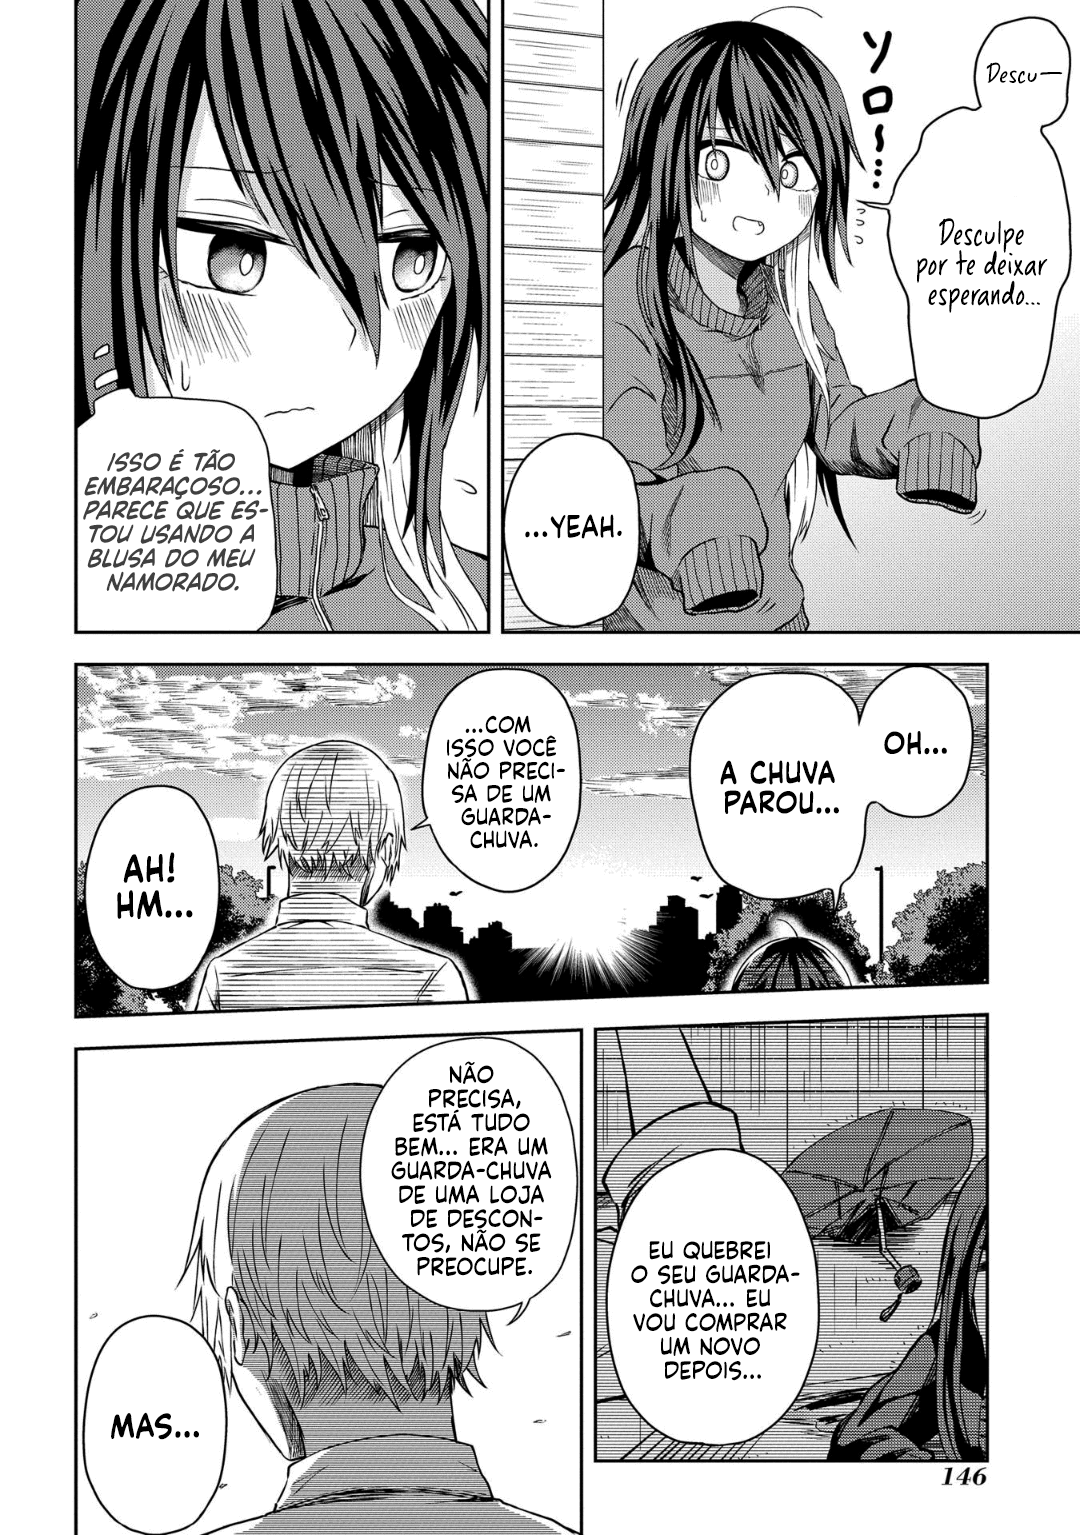 Descu—
Desculpe
por te deixar
esperando...
ソロ〜...
...YEAH.
ISSO É TÃO
EMBARAÇOSO...
PARECE QUE ES-
TOU USANDO A
BLUSA DO MEU
NAMORADO.
OH...
A CHUVA
PAROU...
...COM
ISSO VOCÊ
NÃO PRECI-
SA DE UM
GUARDA-
CHUVA.
AH!
HM...
EU QUEBREI
O SEU GUARDA-
CHUVA... EU
VOU COMPRAR
UM NOVO
DEPOIS...
NÃO
PRECISA,
ESTÁ TUDO
BEM... ERA UM
GUARDA-CHUVA
DE UMA LOJA
DE DESCON-
TOS, NÃO SE
PREOCUPE.
MAS...
146